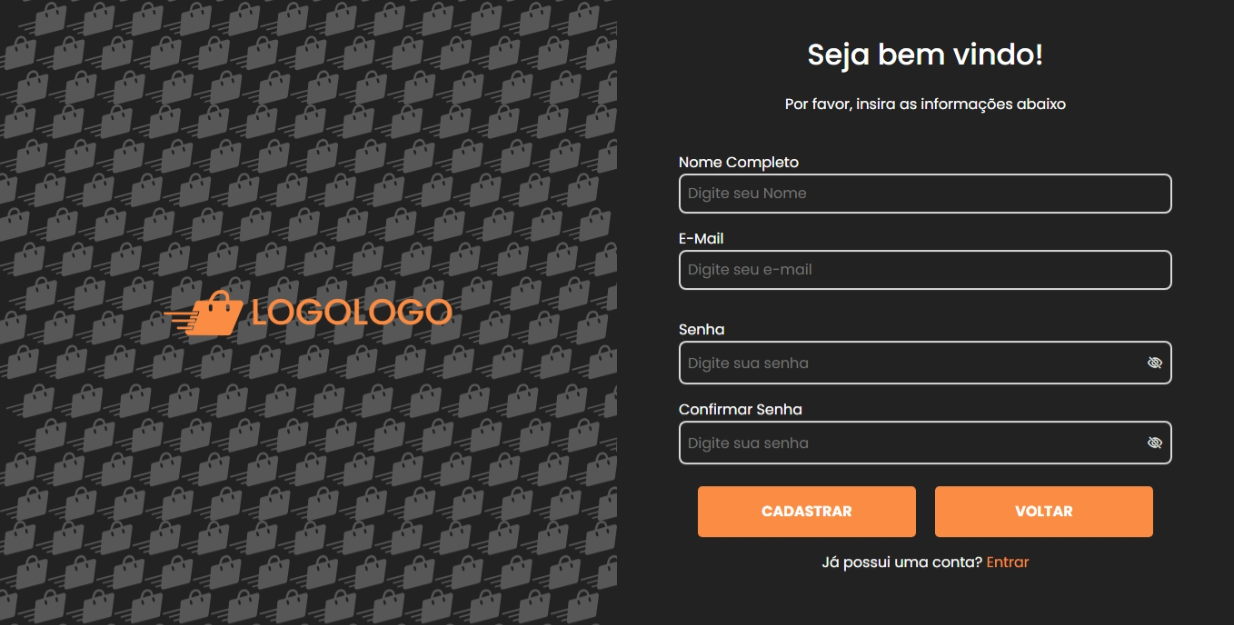 LOGOLOGO
Seja bem vindo!
Por favor, insira as informações abaixo
Nome Completo
Digite seu Nome
E-Mail
Digite seu e-mail
Senha
Digite sua senha
Confirmar Senha
Digite sua senha
CADASTRAR VOLTAR
Já possui uma conta? Entrar